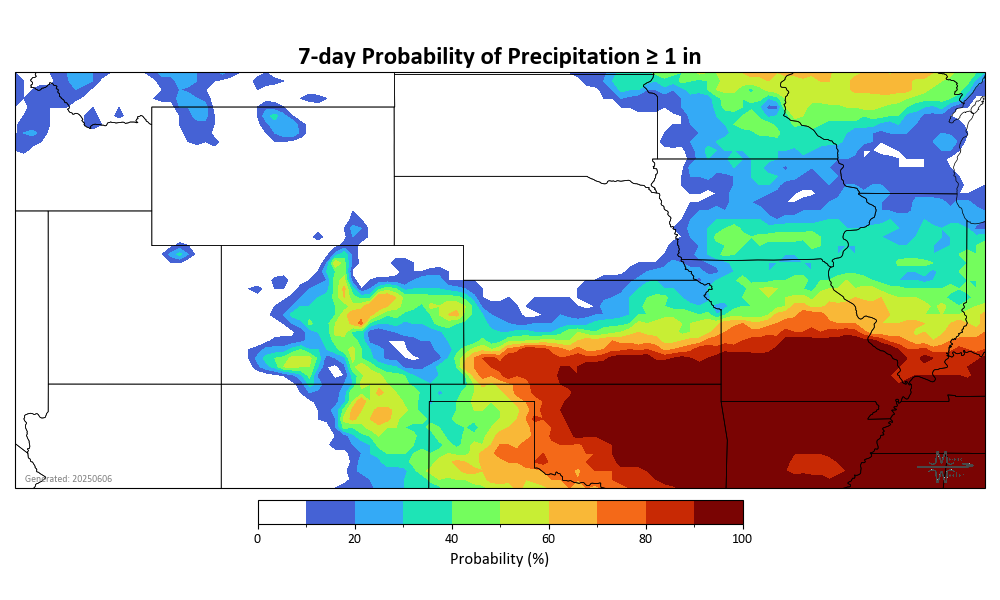 7-day Probability of Precipitation ≥ 1 in
Generated: 20250606
0 20 40 60 80 100
Probability (%)